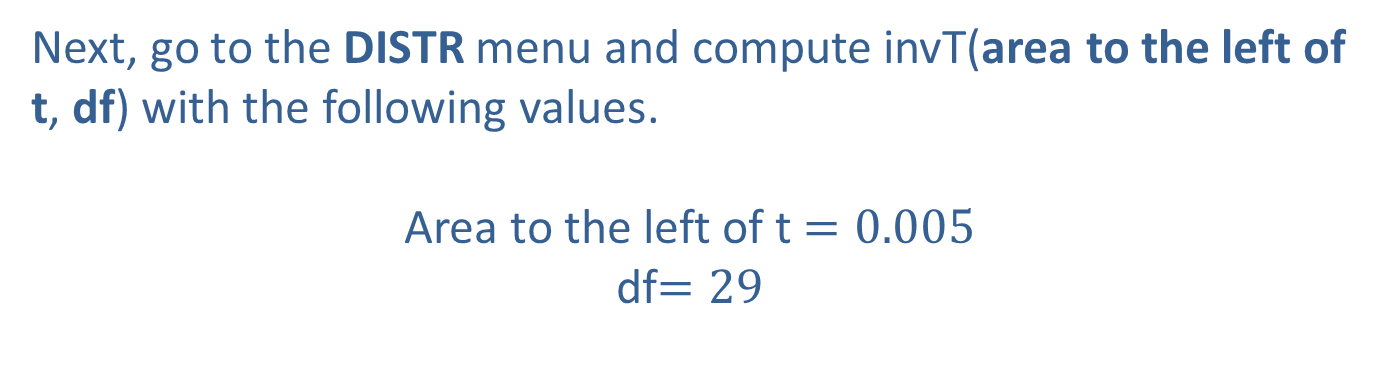 Next, go to the DISTR menu and compute invT(area to the left of
t, df) with the following values.
Area to the left of t = 0.005
df= 29